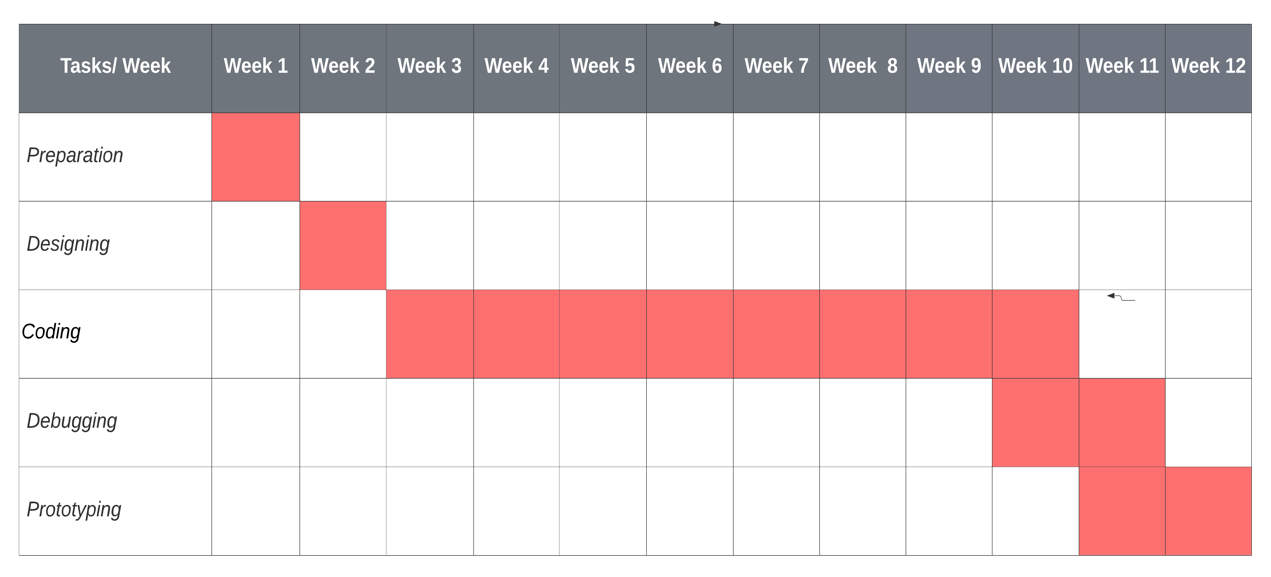 Tasks/ Week Week 1 Week 2 Week 3 Week 4 Week 5 Week 6 Week 7 Week  8 Week 9 Week 10 Week 11 Week 12
Preparation
Designing
Coding
Debugging
Prototyping